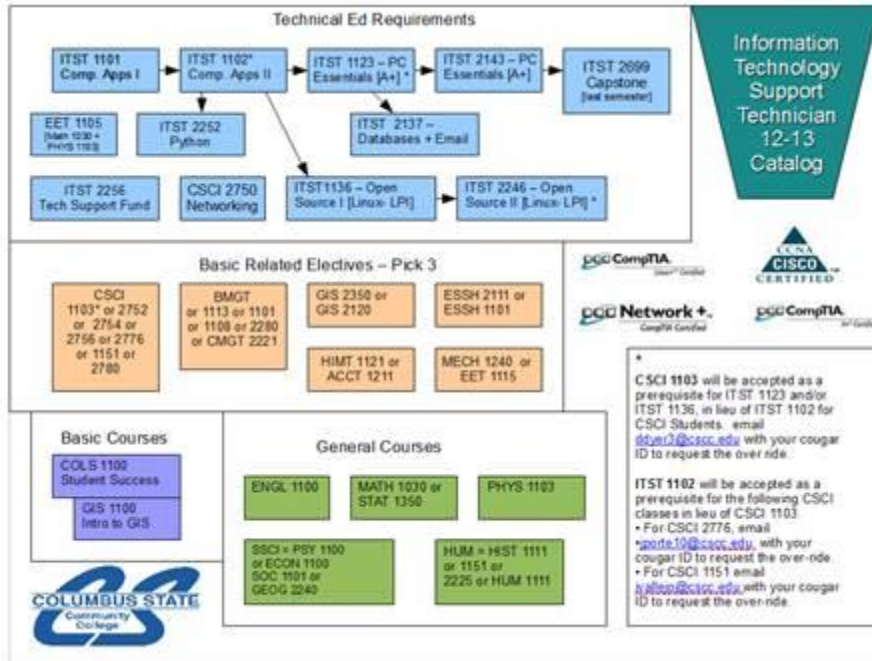 Technical Ed Requirements
ITST 1101
Comp. Apps I
ITST 1102*
Comp. Apps II
ITST 1123 – PC
Essentials [A+] *
ITST 2143 – PC
Essentials [A+]
ITST 2699
Capstone
[last semester]
EET 1105
[Math 1030 +
PHYS 1103]
ITST 2252
Python
ITST 2137 –
Databases + Email
ITST 2256
Tech Support Fund
CSCI 2750
Networking
ITST1136 – Open
Source I [Linux- LPI]
ITST 2246 – Open
Source II [Linux- LPI] *
Information
Technology
Support
Technician
12-13
Catalog
Basic Related Electives – Pick 3
CSCI
1103* or 2752
or 2754 or
2756 or 2776
or 1151 or
2780
BMGT
or 1113 or 1101
or 1108 or 2280
or CMGT 2221
GIS 2350 or
GIS 2120
ESSH 2111 or
ESSH 1101
HIMT 1121 or
ACCT 1211
MECH 1240 or
EET 1115
CompTIA
Certified
CCNA
CISCO
CERTIFIED
Network+
CompTIA Certified
CompTIA
Basic Courses
COLS 1100
Student Success
GIS 1100
Intro to GIS
General Courses
ENGL 1100
MATH 1030 or
STAT 1350
PHYS 1103
SSCI = PSY 1100
or ECON 1100
SOC 1101 or
GEOG 2240
HUM = HIST 1111
or 1151 or
2225 or HUM 1111
*
CSCI 1103 will be accepted as a
prerequisite for ITST 1123 and/or
ITST 1136, in lieu of ITST 1102 for
CSCI Students. email
ddyer3@cscc.edu with your cougar
ID to request the over ride.
ITST 1102 will be accepted as a
prerequisite for the following CSCI
classes in lieu of CSCI 1103.
• For CSCI 2776, email
with your
cougar ID to request the over-ride.
• For CSCI 1151 email
with your cougar
ID to request the over-ride.
COLUMBUS STATE
Community
College